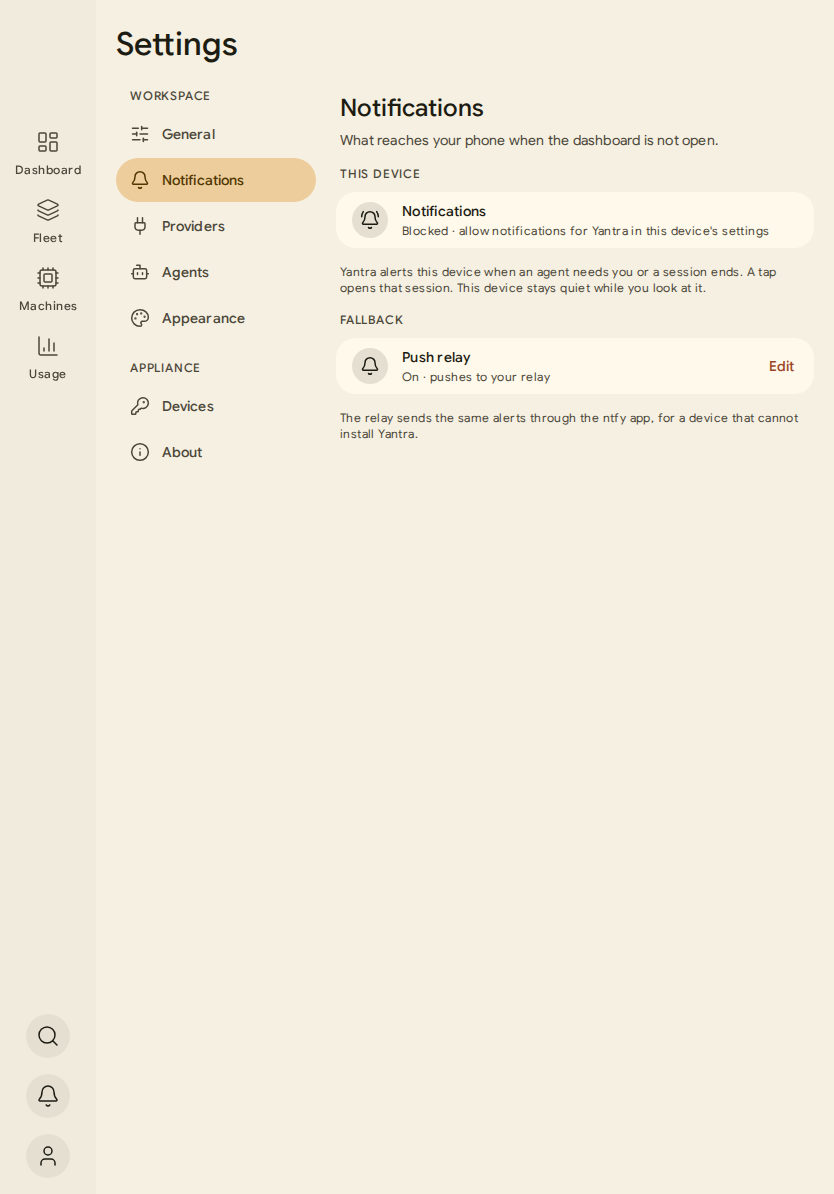 Settings
Dashboard
Fleet
Machines
Usage
WORKSPACE
General
Notifications
Providers
Agents
Appearance
APPLIANCE
Devices
About
Notifications
What reaches your phone when the dashboard is not open.
THIS DEVICE
Notifications
Blocked · allow notifications for Yantra in this device's settings
Yantra alerts this device when an agent needs you or a session ends. A tap
opens that session. This device stays quiet while you look at it.
FALLBACK
Push relay
On · pushes to your relay
Edit
The relay sends the same alerts through the ntfy app, for a device that cannot
install Yantra.